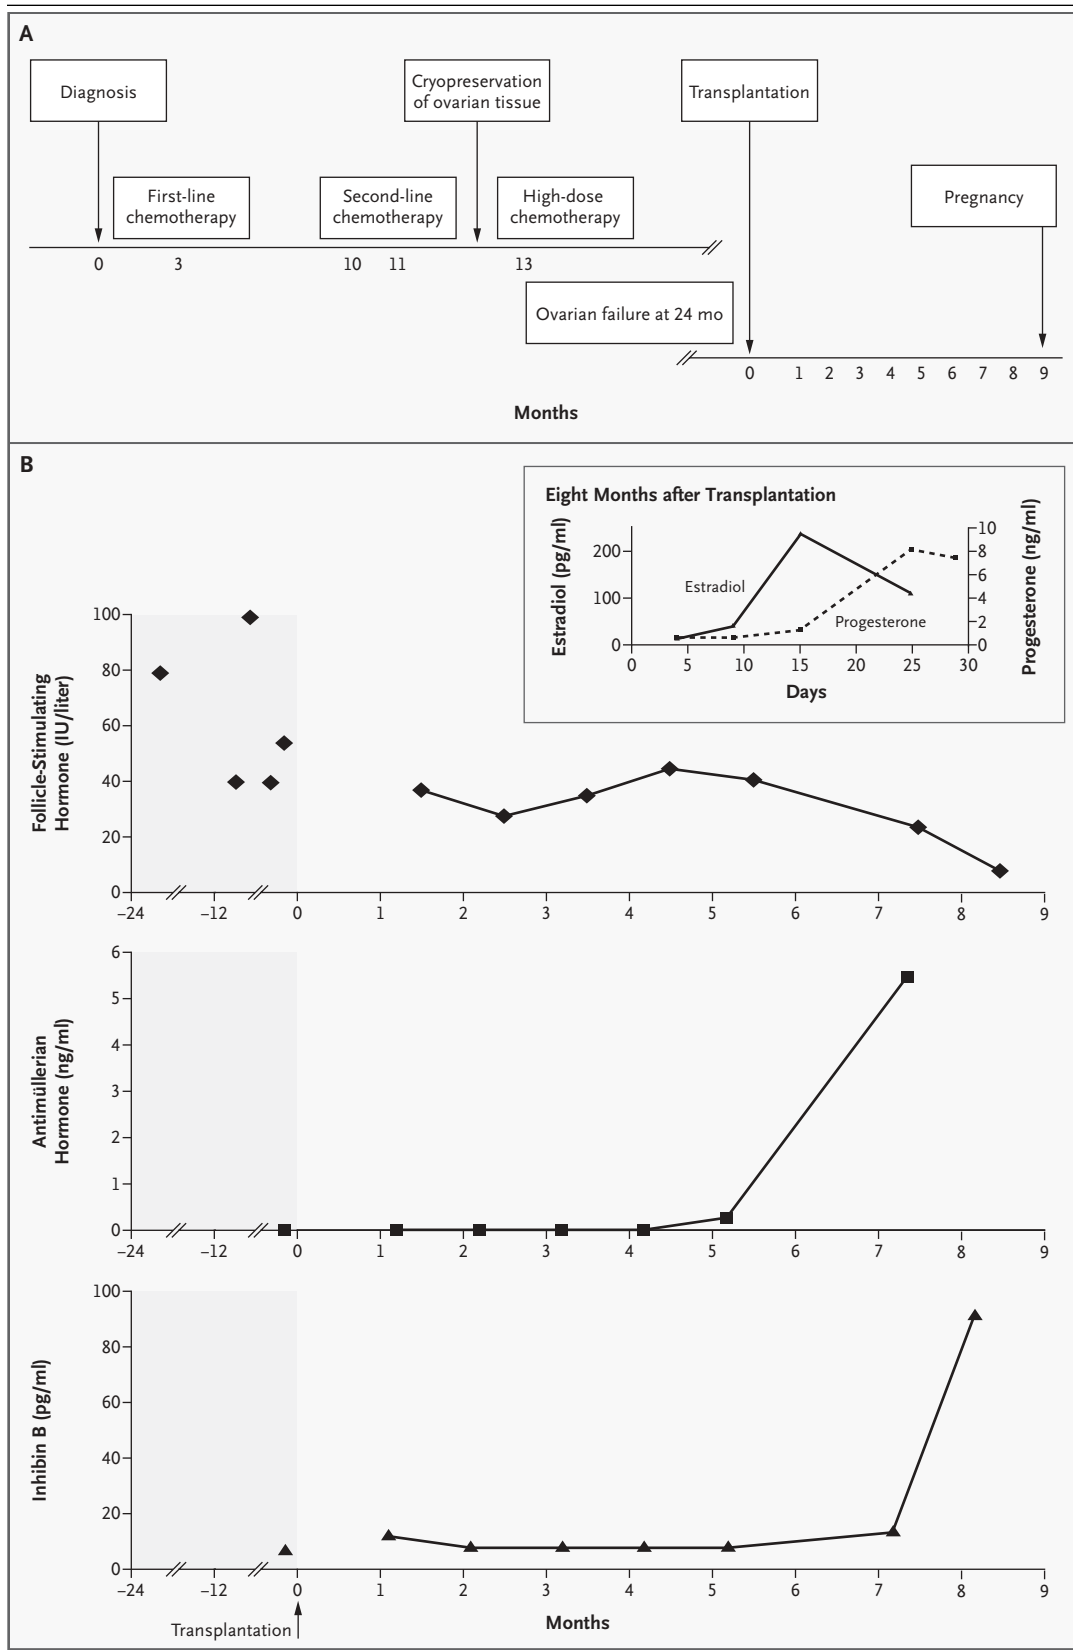 A
Diagnosis
Cryopreservation
of ovarian tissue
Transplantation
First-line
chemotherapy
Second-line
chemotherapy
High-dose
chemotherapy
Pregnancy
0 3 10 11 13
Ovarian failure at 24 mo
0 1 2 3 4 5 6 7 8 9
Months
B
Eight Months after Transplantation
Estradiol (pg/ml)
200
100
0
Estradiol
Progesterone
10
8
6
4
2
0
Progesterone (ng/ml)
0 5 10 15 20 25 30
Days
Follicle-Stimulating
Hormone (IU/liter)
100
80
60
40
20
0
–24 –12 0 1 2 3 4 5 6 7 8 9
Antimüllerian
Hormone (ng/ml)
6
5
4
3
2
1
0
–24 –12 0 1 2 3 4 5 6 7 8 9
Inhibin B (pg/ml)
100
80
60
40
20
0
–24 –12 0 1 2 3 4 5 6 7 8 9
Transplantation
Months